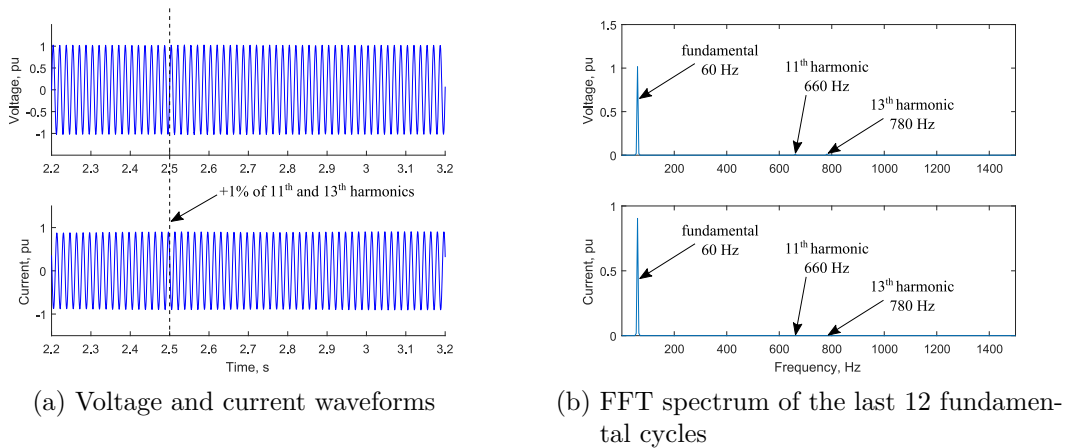 1
0.5
0
-0.5
-1
Voltage, pu
2.2 2.3 2.4 2.5 2.6 2.7 2.8 2.9 3 3.1 3.2
+1% of 11th and 13th harmonics
1
0
-1
Current, pu
2.2 2.3 2.4 2.5 2.6 2.7 2.8 2.9 3 3.1 3.2
Time, s
(a) Voltage and current waveforms
1.5
1
0.5
0
Voltage, pu
fundamental
60 Hz
11th harmonic
660 Hz
13th harmonic
780 Hz
200 400 600 800 1000 1200 1400
Frequency, Hz
1
0.5
0
Current, pu
fundamental
60 Hz
11th harmonic
660 Hz
13th harmonic
780 Hz
200 400 600 800 1000 1200 1400
Frequency, Hz
(b) FFT spectrum of the last 12 fundamen-
tal cycles